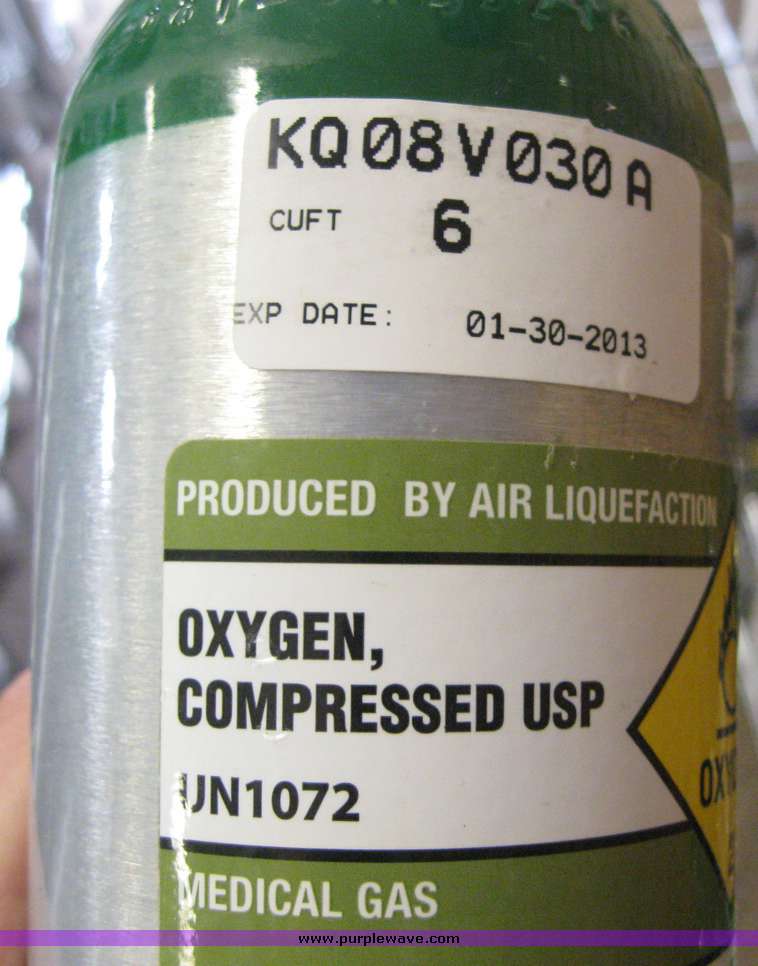 KQ08V030A
CUFT 6
EXP DATE: 01-30-2013
PRODUCED BY AIR LIQUEFACTION
OXYGEN,
COMPRESSED USP
UN1072
MEDICAL GAS
www.purplewave.com